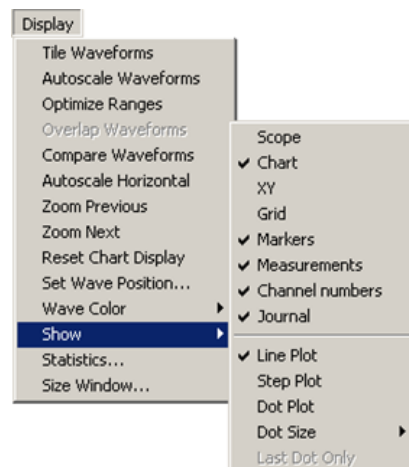 Display
Tile Waveforms
Autoscale Waveforms
Optimize Ranges
Overlap Waveforms
Compare Waveforms
Autoscale Horizontal
Zoom Previous
Zoom Next
Reset Chart Display
Set Wave Position...
Wave Color
Show
Statistics...
Size Window...
Scope
Chart
XY
Grid
Markers
Measurements
Channel numbers
Journal
Line Plot
Step Plot
Dot Plot
Dot Size
Last Dot Only